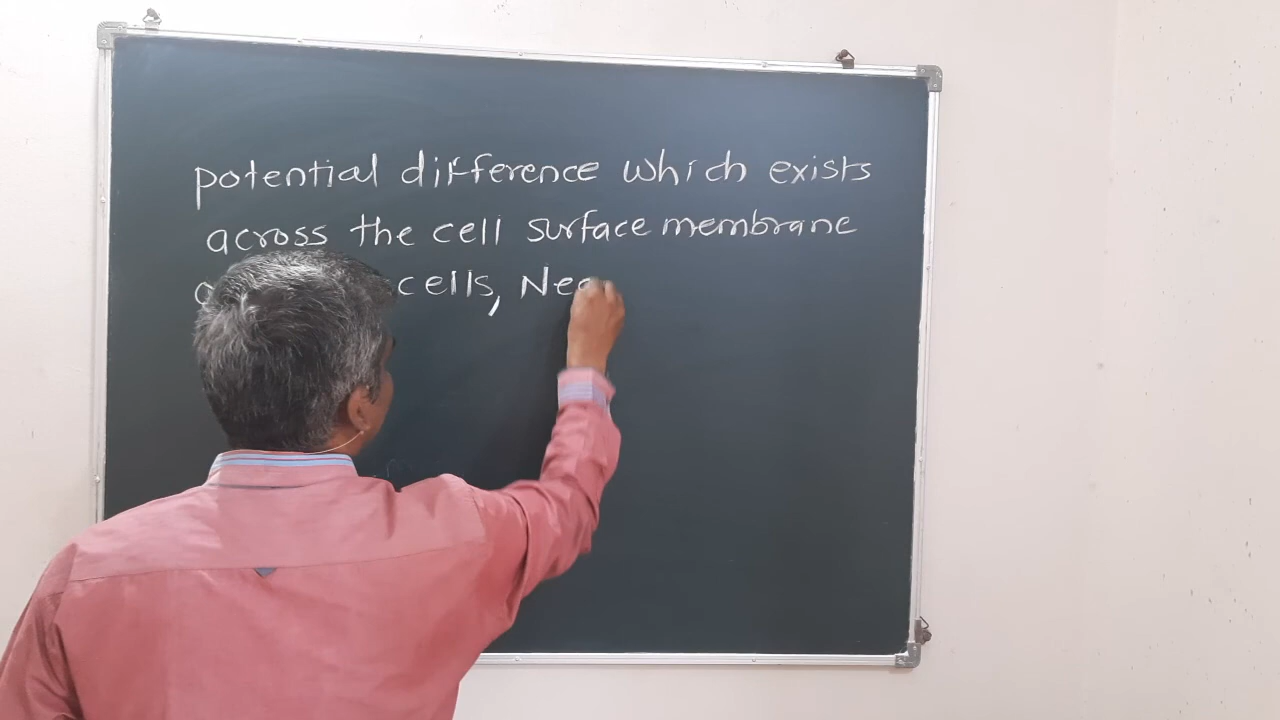 potential difference which exists
across the cell surface membrane
cells, Ne